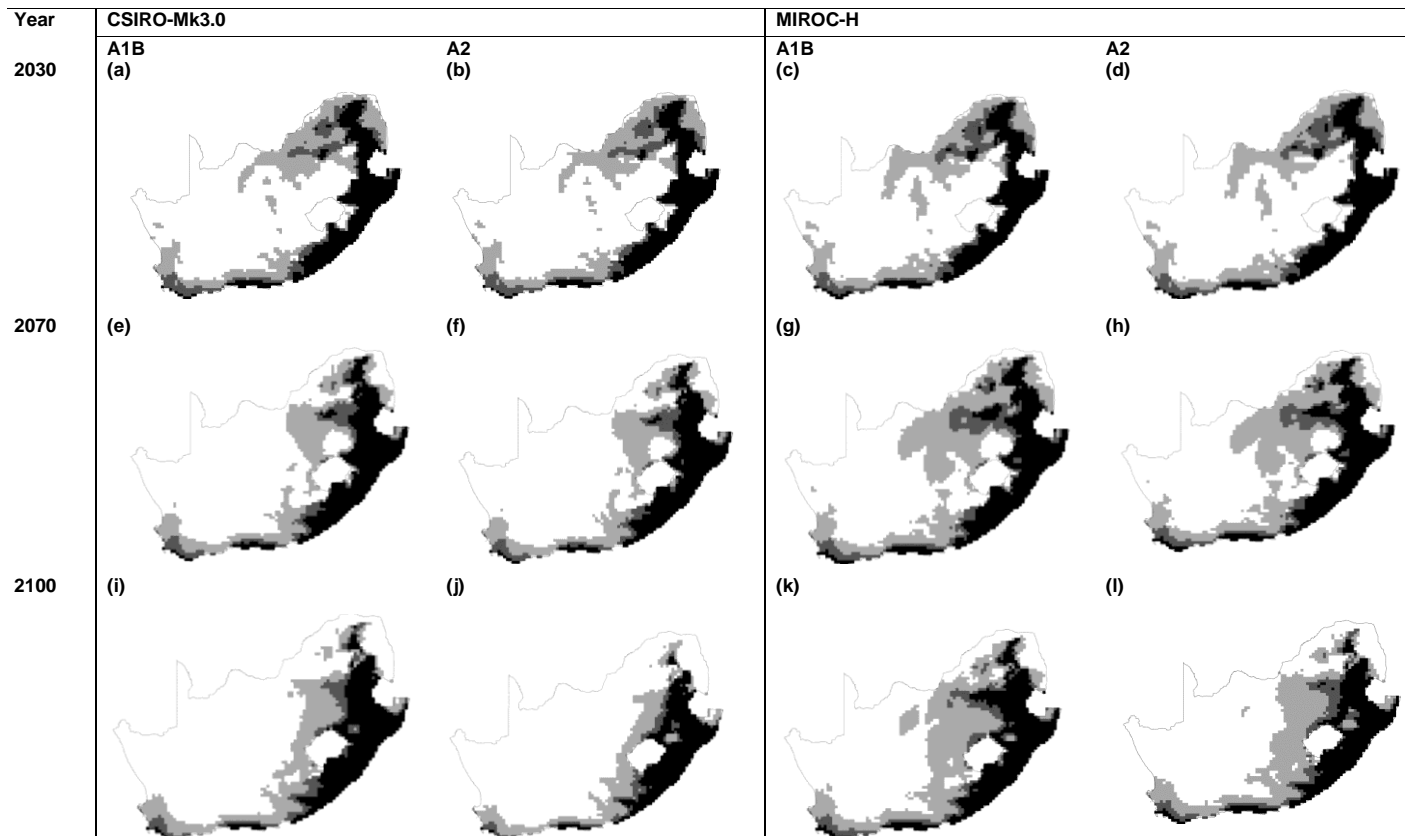 Year CSIRO-Mk3.0 MIROC-H
A1B A2 A1B A2
2030 (a) (b) (c) (d)
2070 (e) (f) (g) (h)
2100 (i) (j) (k) (l)